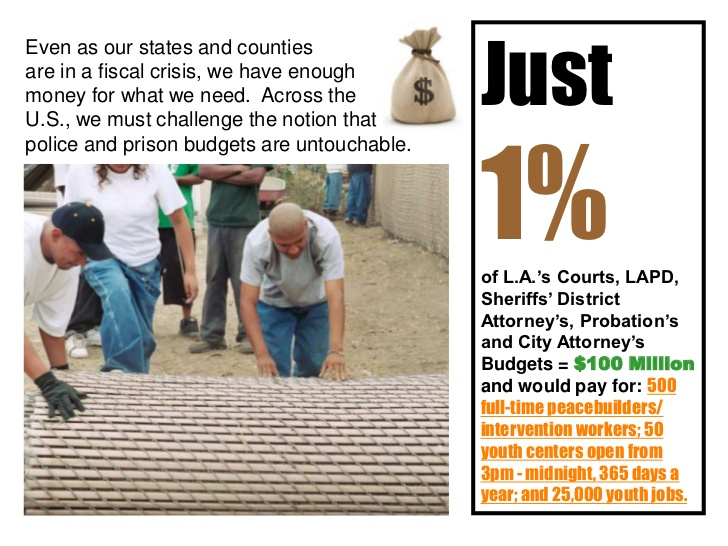 Even as our states and counties
are in a fiscal crisis, we have enough
money for what we need.  Across the
U.S., we must challenge the notion that
police and prison budgets are untouchable.
$
Just
1%
of L.A.’s Courts, LAPD,
Sheriffs’ District
Attorney’s, Probation’s
and City Attorney’s
Budgets = $100 Million
and would pay for: 500
full-time peacebuilders/
intervention workers; 50
youth centers open from
3pm - midnight, 365 days a
year; and 25,000 youth jobs.